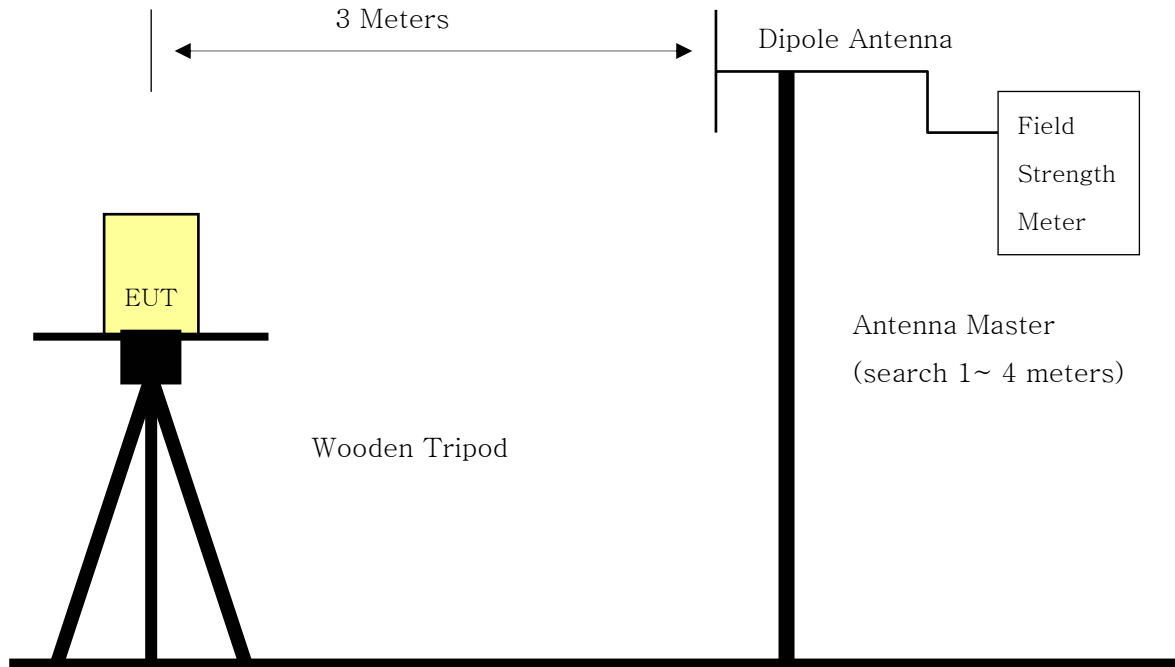 3 Meters
Dipole Antenna
Field
Strength
Meter
EUT
Antenna Master
(search 1~ 4 meters)
Wooden Tripod